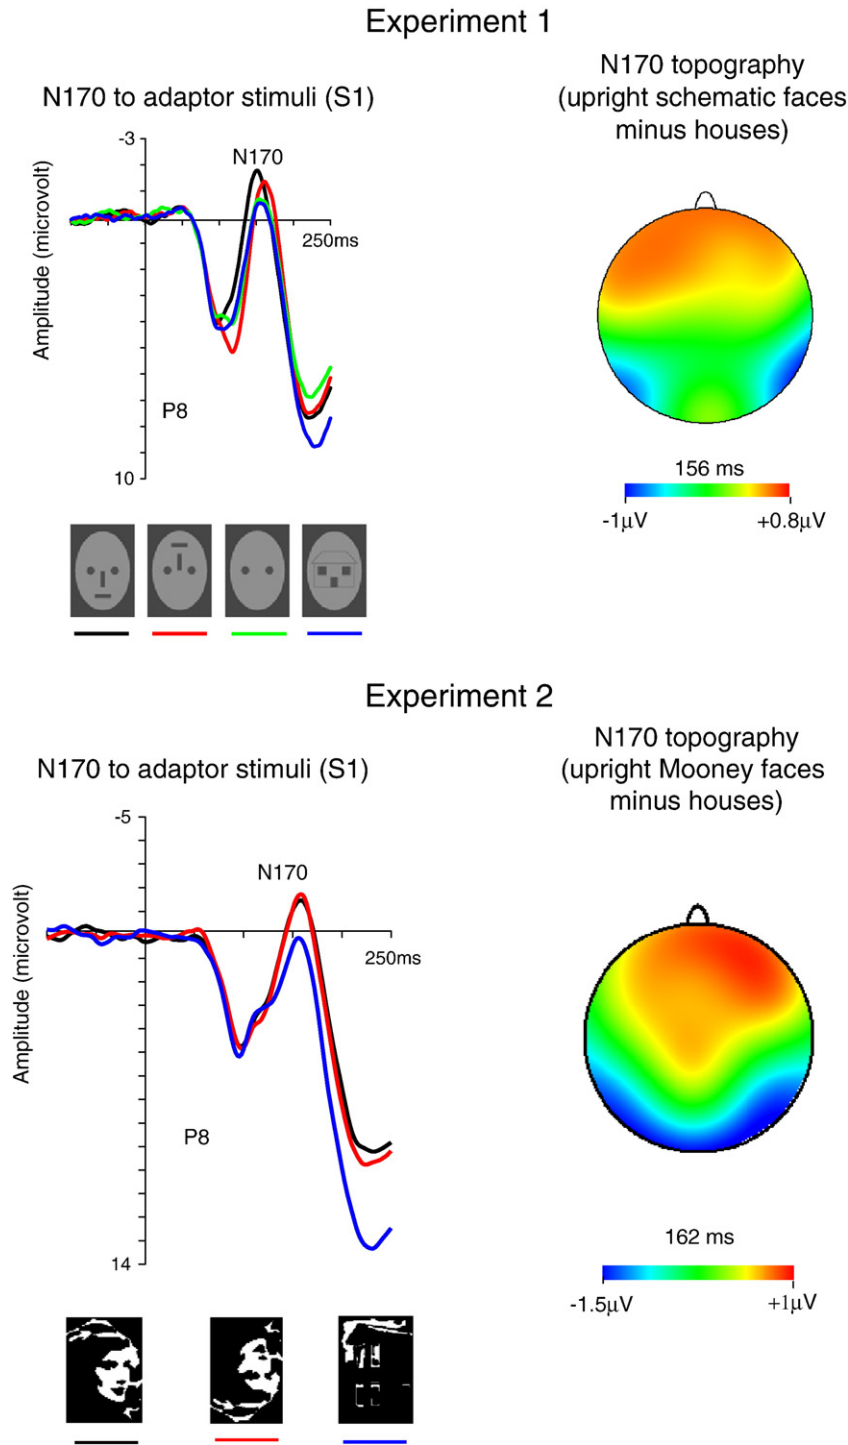 Experiment 1
N170 to adaptor stimuli (S1)
N170 topography
(upright schematic faces
minus houses)
-3
N170
Amplitude (microvolt)
250ms
P8
10
156 ms
-1μV
+0.8μV
Experiment 2
N170 to adaptor stimuli (S1)
N170 topography
(upright Mooney faces
minus houses)
-5
N170
Amplitude (microvolt)
250ms
P8
14
162 ms
-1.5μV
+1μV